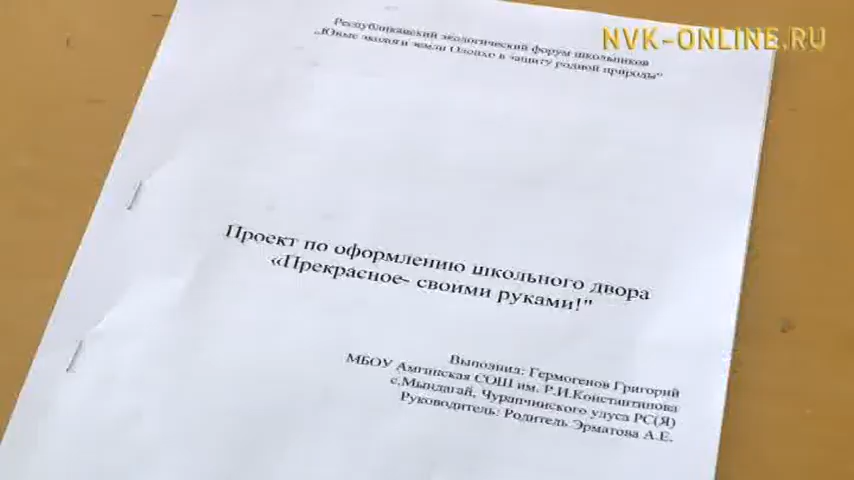 NVK-ONLINE.RU
Республиканский экологический форум школьников
„Юные экологи земли Олонхо в защиту родной природы"
Проект по оформлению школьного двора
«Прекрасное- своими руками!"
Выполнил: Гермогенов Григорий
МБОУ Амгинская СОШ им. Р.И.Константинова
с.Мындагай, Чурапчинского улуса РС(Я)
Руководитель: Родитель Эрматова А.Е.